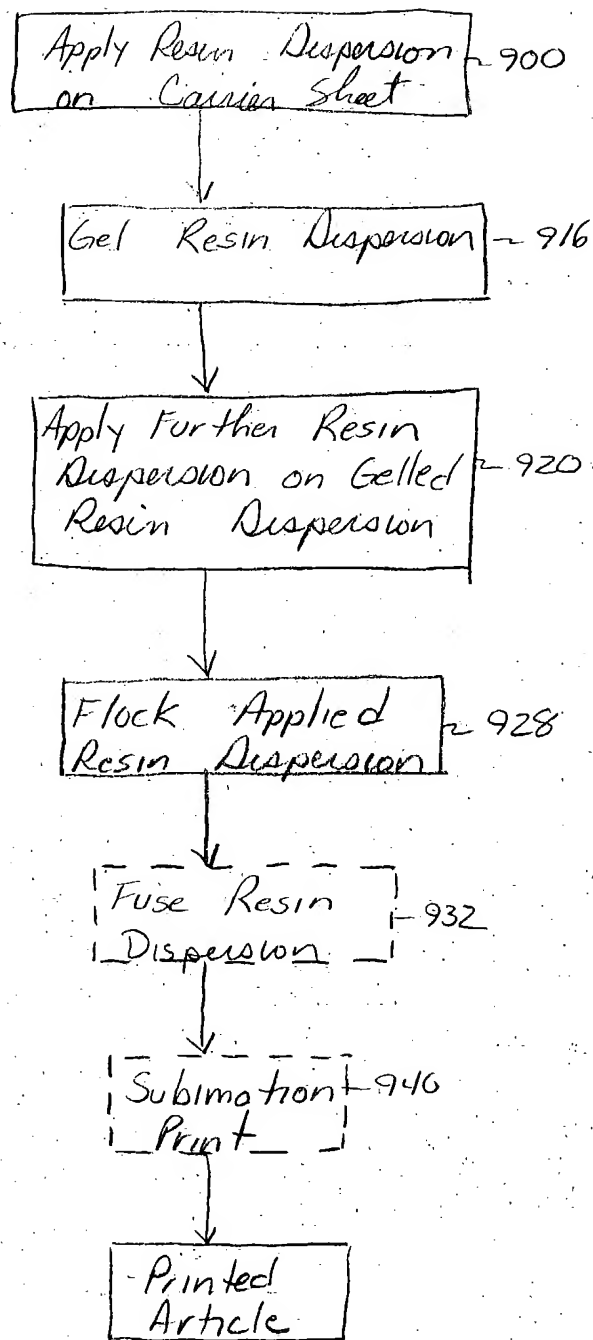 Apply Resin Dispersion
on Carrier Sheet
900
Gel Resin Dispersion
916
Apply Further Resin
Dispersion on Gelled
Resin Dispersion
920
Flock Applied
Resin Dispersion
928
Fuse Resin
Dispersion
932
Sublmation
Print
940
Printed
Article